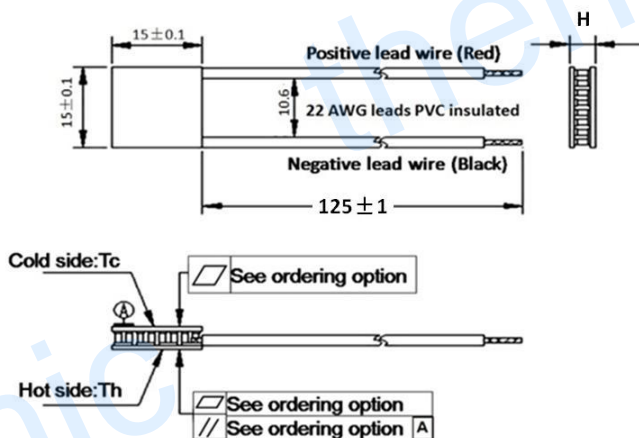 15±0.1
H
Positive lead wire (Red)
15±0.1
10.6
22 AWG leads PVC insulated
Negative lead wire (Black)
125±1
Cold side:Tc
See ordering option
A
Hot side:Th
See ordering option
// See ordering option A